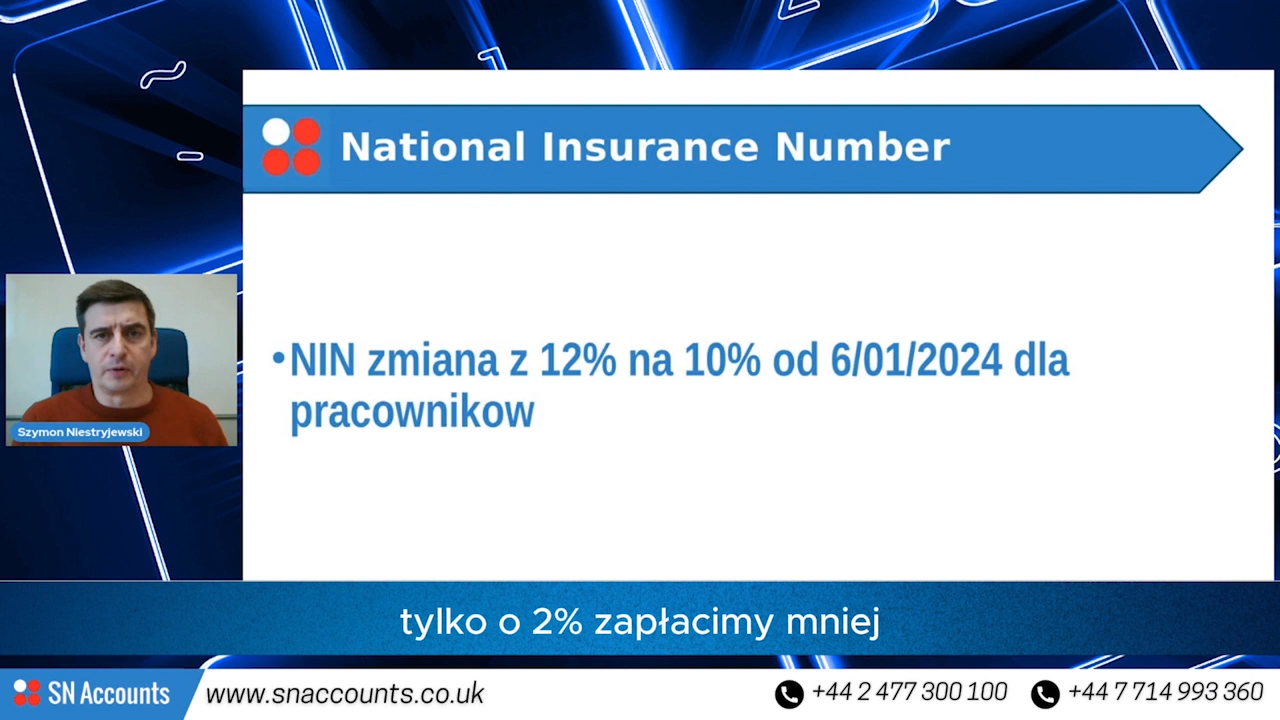 National Insurance Number
•NIN zmiana z 12% na 10% od 6/01/2024 dla
pracownikow
Szymon Niestryjewski
tylko o 2% zapłacimy mniej
SN Accounts
www.snaccounts.co.uk
+44 2 477 300 100
+44 7 714 993 360